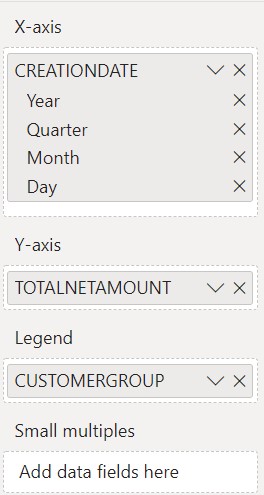 X-axis
CREATIONDATE
Year
Quarter
Month
Day
Y-axis
TOTALNETAMOUNT
Legend
CUSTOMERGROUP
Small multiples
Add data fields here